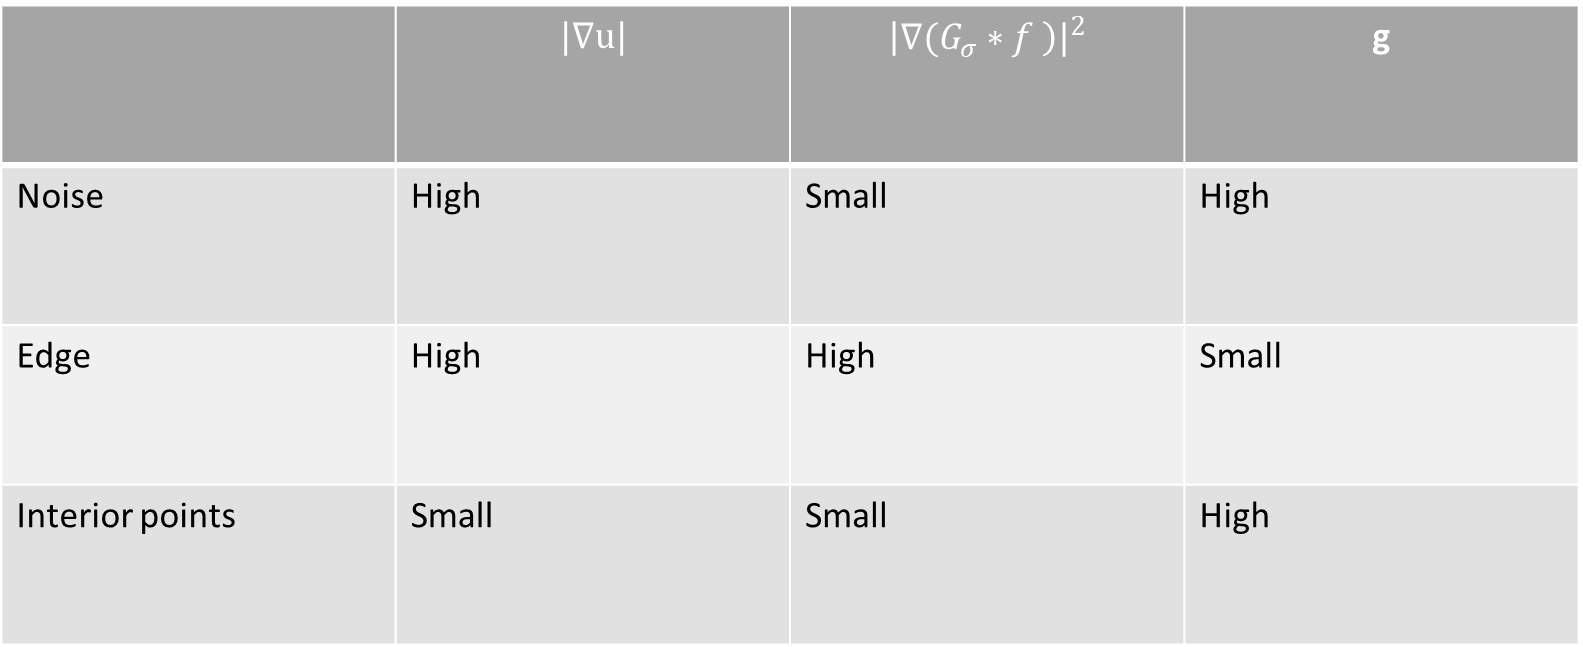 |∇u| |∇(G_σ ∗ f )|² g
Noise High Small High
Edge High High Small
Interior points Small Small High